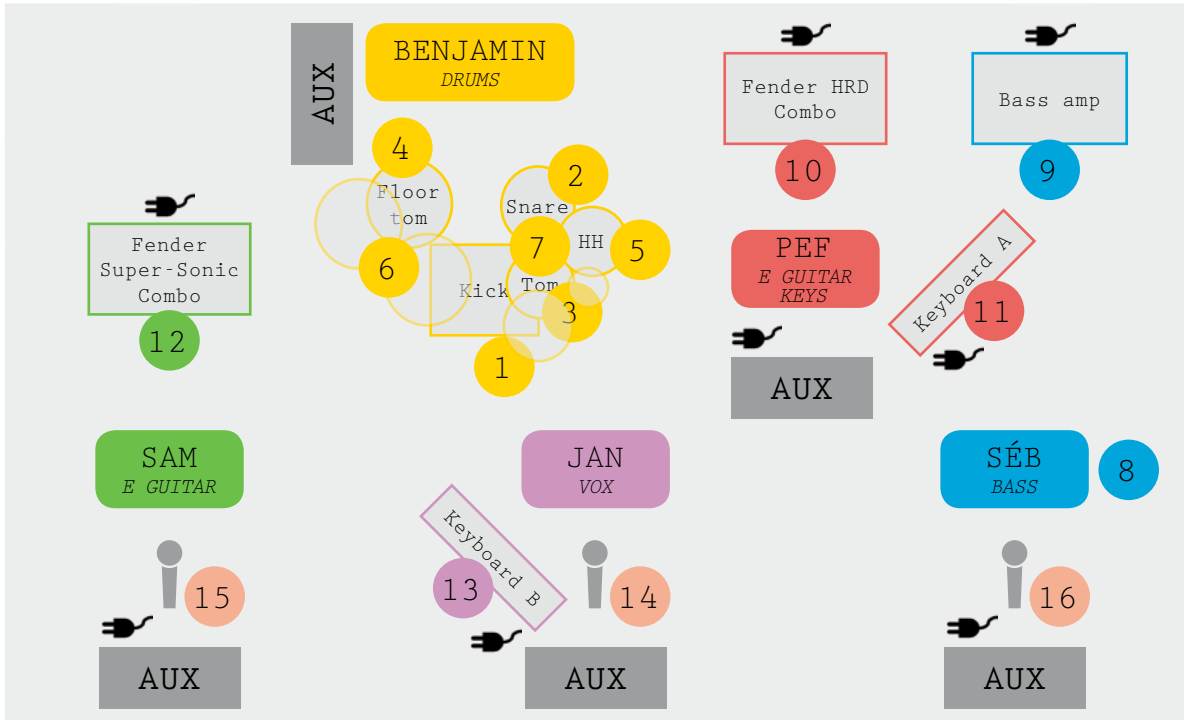 BENJAMIN
DRUMS
AUX
Fender HRD
Combo
Bass amp
4
2
10
9
Floor
tom
Snare
7
HH
5
6
Kick
Tom
3
1
Fender
Super-Sonic
Combo
12
PEF
E GUITAR
KEYS
Keyboard A
11
AUX
SAM
E GUITAR
JAN
VOX
SÉB
BASS
8
Keyboard B
13
15
14
16
AUX
AUX
AUX